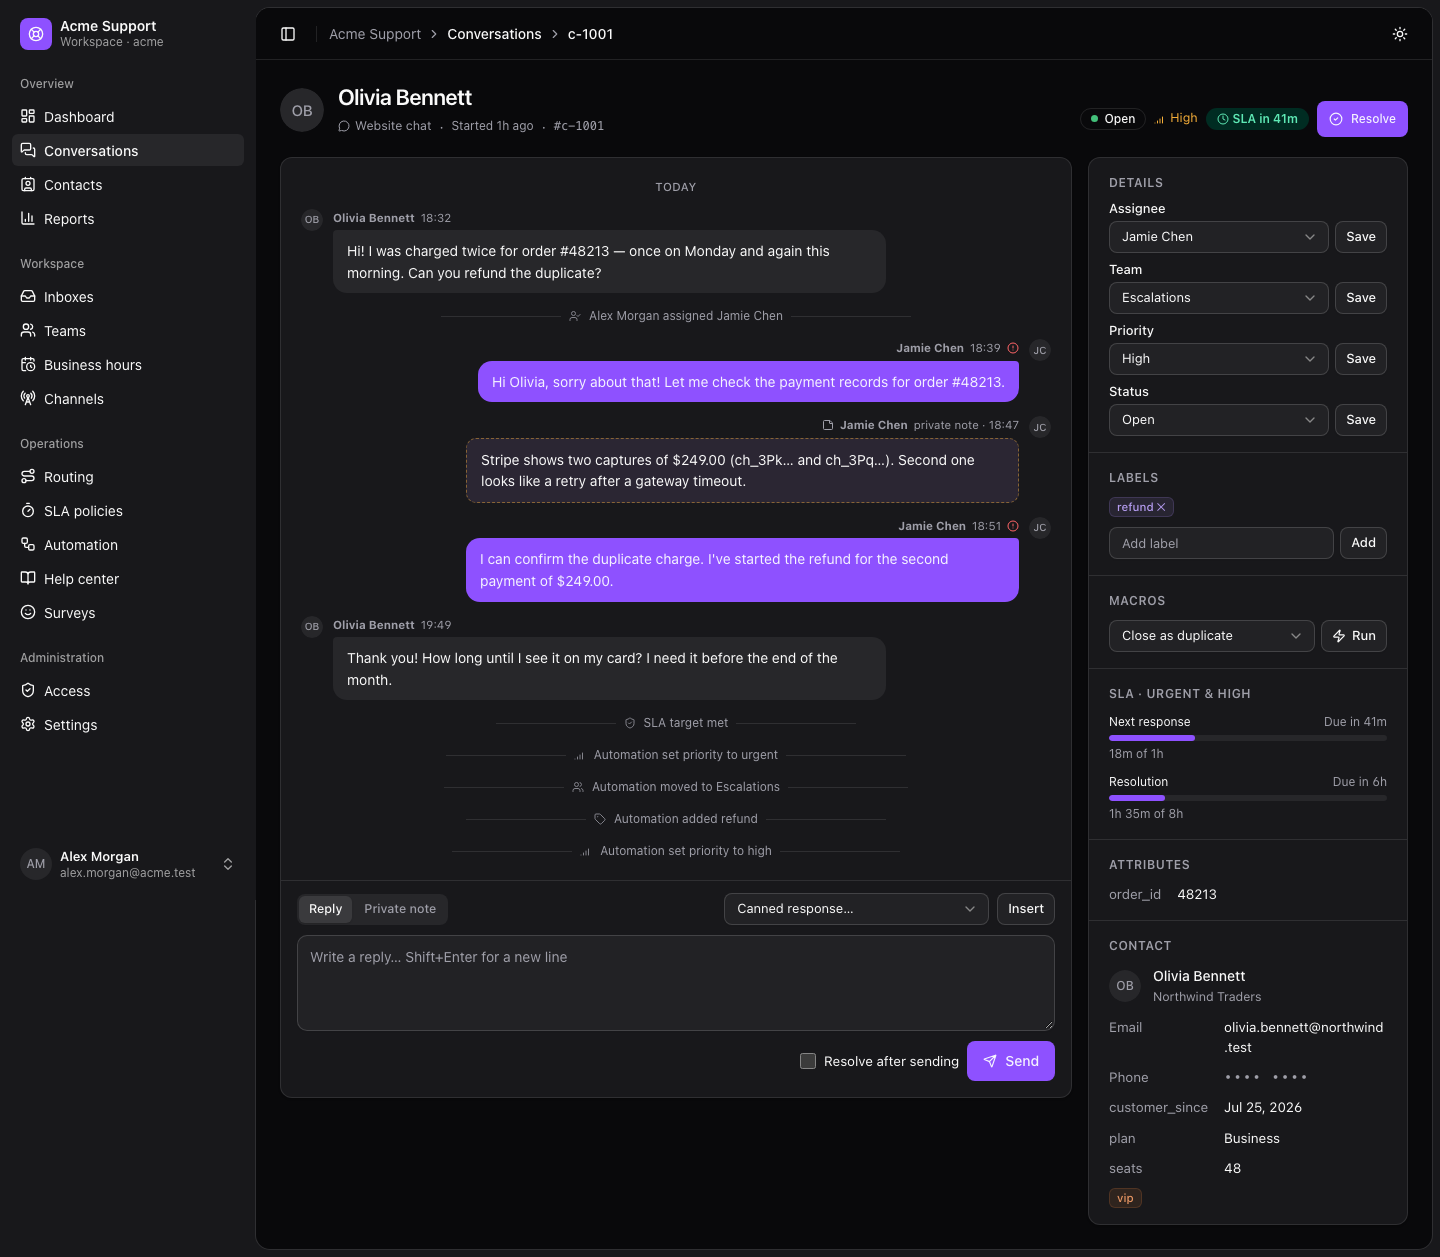 Acme Support
Workspace · acme
Overview
Dashboard
Conversations
Contacts
Reports
Workspace
Inboxes
Teams
Business hours
Channels
Operations
Routing
SLA policies
Automation
Help center
Surveys
Administration
Access
Settings
AM
Alex Morgan
alex.morgan@acme.test
Acme Support > Conversations > c-1001
OB
Olivia Bennett
Website chat · Started 1h ago · #c-1001
Open
High
SLA in 41m
Resolve
TODAY
OB
Olivia Bennett 18:32
Hi! I was charged twice for order #48213 — once on Monday and again this
morning. Can you refund the duplicate?
Alex Morgan assigned Jamie Chen
Jamie Chen 18:39
JC
Hi Olivia, sorry about that! Let me check the payment records for order #48213.
Jamie Chen private note · 18:47
JC
Stripe shows two captures of $249.00 (ch_3Pk… and ch_3Pq…). Second one
looks like a retry after a gateway timeout.
Jamie Chen 18:51
JC
I can confirm the duplicate charge. I've started the refund for the second
payment of $249.00.
OB
Olivia Bennett 19:49
Thank you! How long until I see it on my card? I need it before the end of the
month.
SLA target met
Automation set priority to urgent
Automation moved to Escalations
Automation added refund
Automation set priority to high
Reply
Private note
Canned response…
Insert
Write a reply… Shift+Enter for a new line
Resolve after sending
Send
DETAILS
Assignee
Jamie Chen
Save
Team
Escalations
Save
Priority
High
Save
Status
Open
Save
LABELS
refund
Add label
Add
MACROS
Close as duplicate
Run
SLA · URGENT & HIGH
Next response
Due in 41m
18m of 1h
Resolution
Due in 6h
1h 35m of 8h
ATTRIBUTES
order_id 48213
CONTACT
OB
Olivia Bennett
Northwind Traders
Email
olivia.bennett@northwind
.test
Phone
•••• ••••
customer_since Jul 25, 2026
plan Business
seats 48
vip